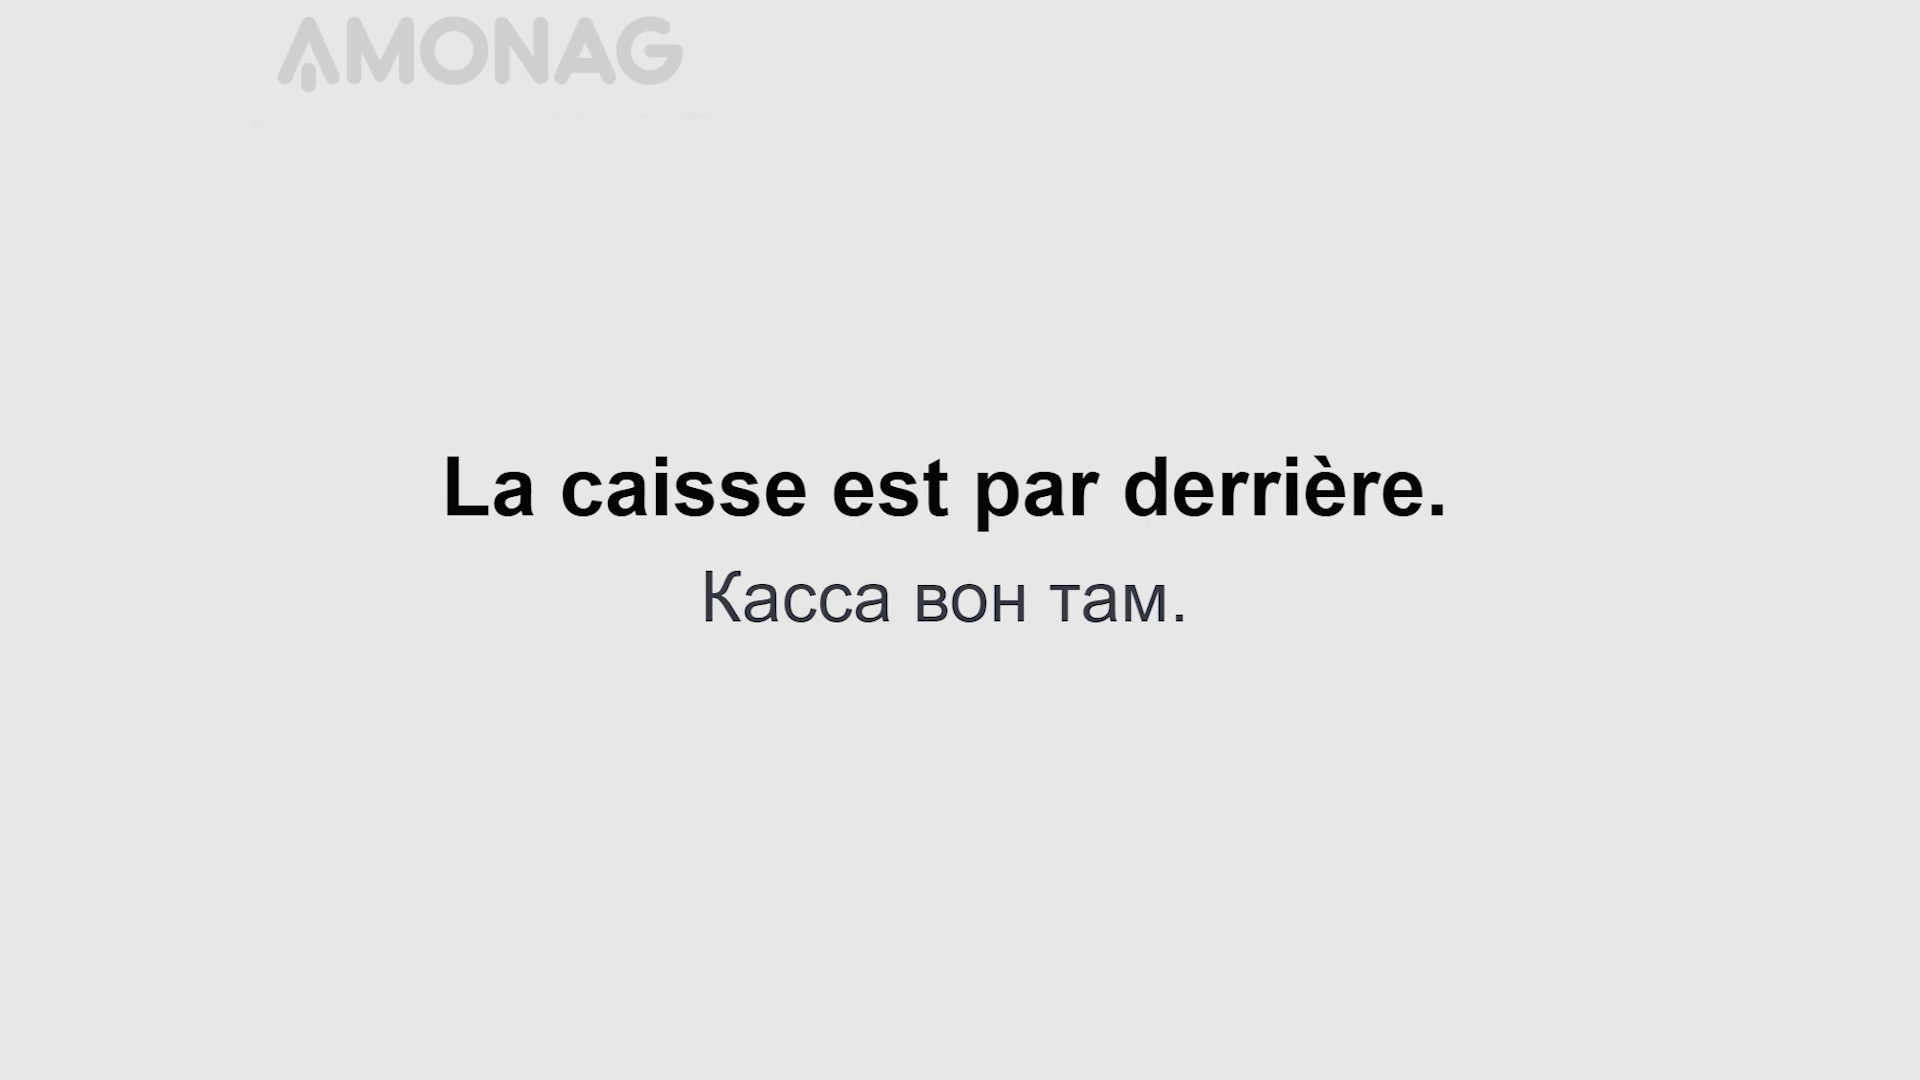 AMONAG
La caisse est par derrière.
Касса вон там.